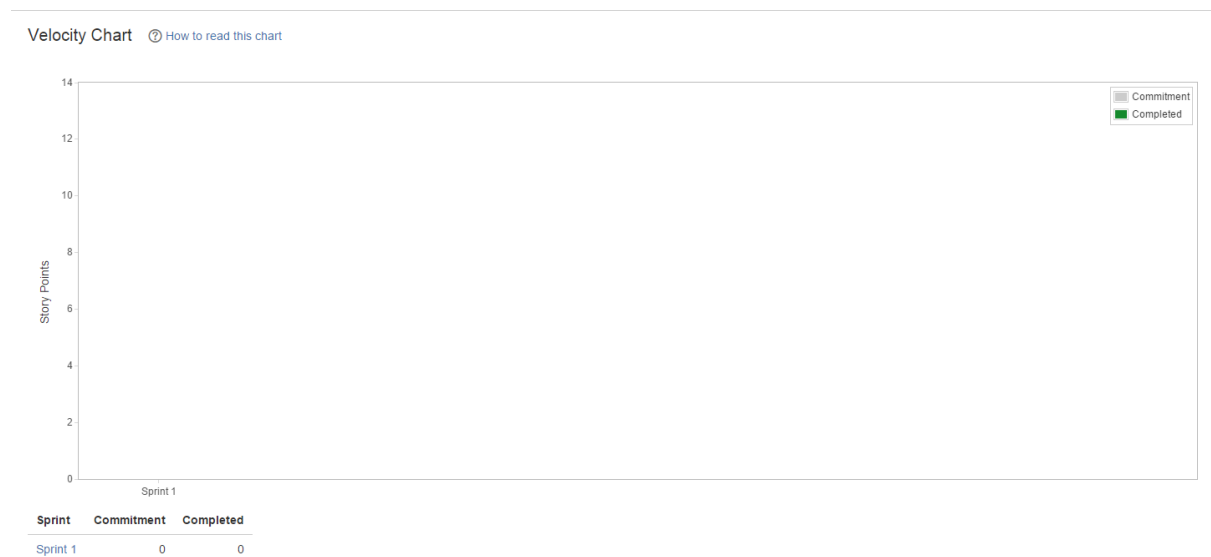 Velocity Chart ? How to read this chart
14
Commitment
Completed
12
10
8
6
4
2
0
Story Points
Sprint 1
Sprint Commitment Completed
Sprint 1 0 0